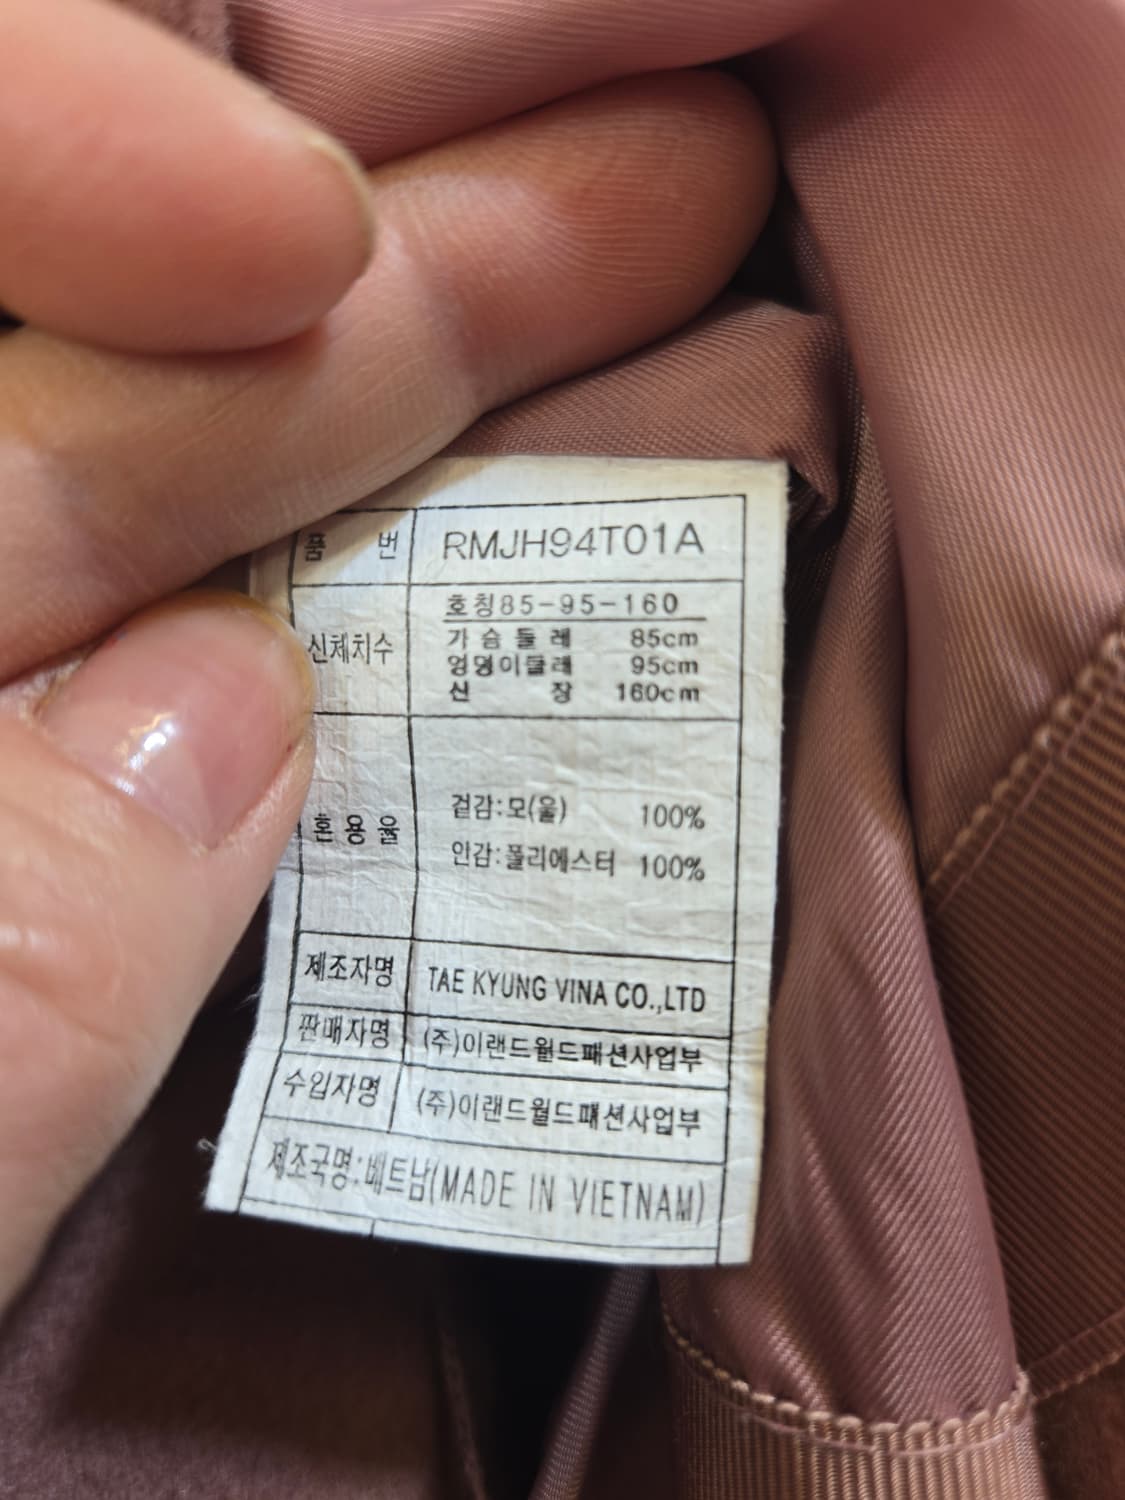 품 번 RMJH94T01A
신체치수 호칭85-95-160
가슴둘레 85cm
엉덩이둘레 95cm
신 장 160cm
혼용율 겉감:모(울) 100%
안감:폴리에스터 100%
제조자명 TAE KYUNG VINA CO.,LTD
판매자명 (주)이랜드월드패션사업부
수입자명 (주)이랜드월드패션사업부
제조국명:베트남(MADE IN VIETNAM)